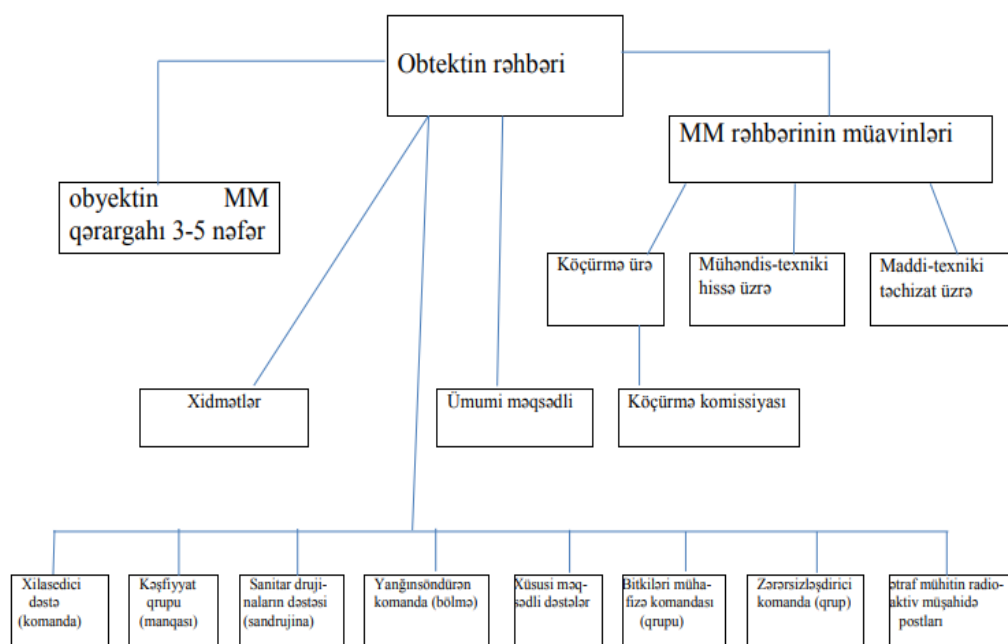 Obtektin rəhbəri
MM rəhbərinin müavinləri
obyektin MM
qərargahı 3-5 nəfər
Köçürmə ürə
Mühəndis-texniki
hissə üzrə
Maddi-texniki
təchizat üzrə
Xidmətlər
Ümumi məqsədli
Köçürmə komissiyası
Xilasedici
dəstə
(komanda)
Kəşfiyyat
qrupu
(manqası)
Sanitar druji-
naların dəstəsi
(sandrujina)
Yanğınsöndürən
komanda (bölmə)
Xüsusi məq-
sədli dəstələr
Bitkiləri müha-
fizə komandası
(qrupu)
Zərərsizləşdirici
komanda (qrup)
ətraf mühitin radio-
aktiv müşahidə
postları